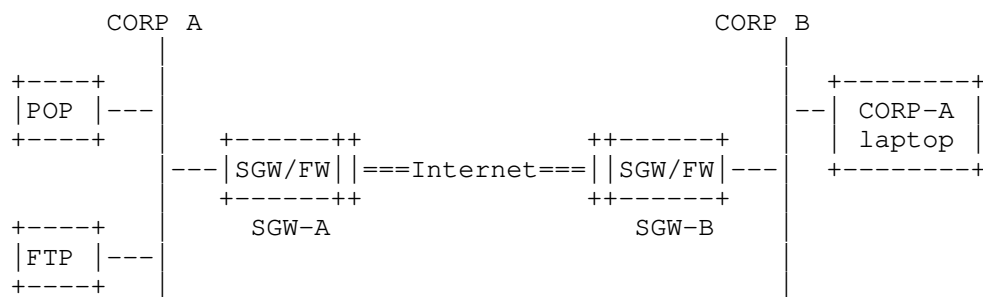 CORP A CORP B
POP CORP-A
laptop
SGW/FW ===Internet=== SGW/FW
SGW-A SGW-B
FTP